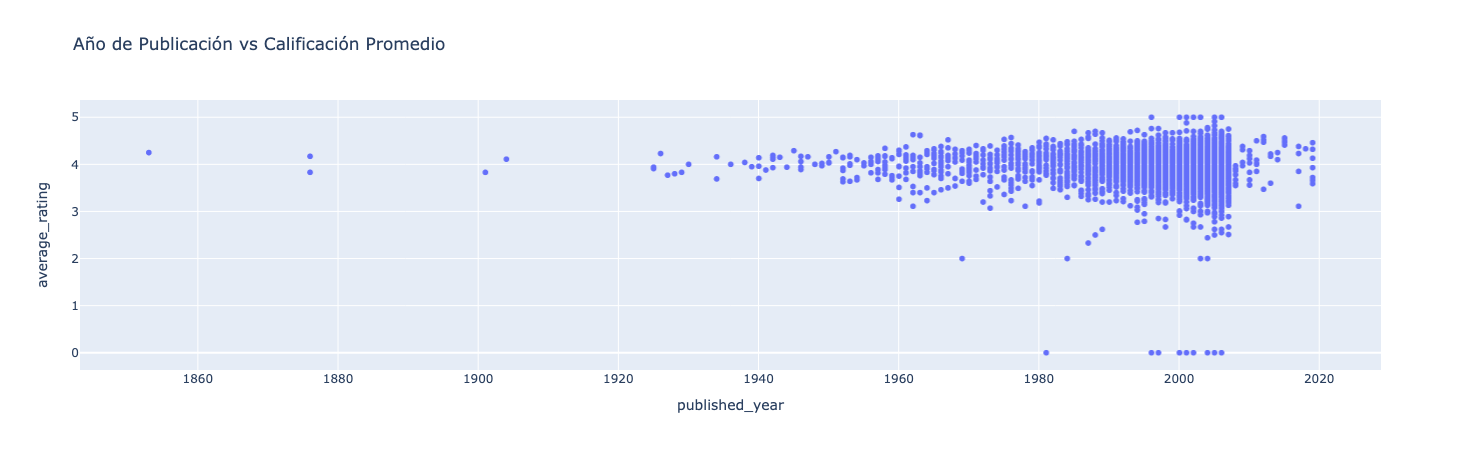 Año de Publicación vs Calificación Promedio
5
4
3
2
1
0
average_rating
1860 1880 1900 1920 1940 1960 1980 2000 2020
published_year